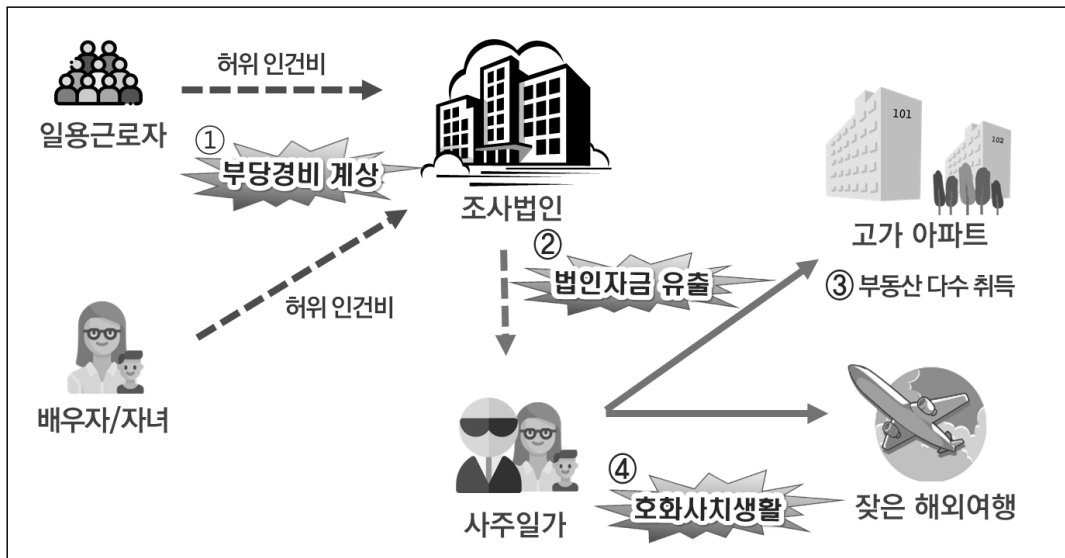 허위 인건비
일용근로자
①
부당경비 계상
조사법인
101
102
고가 아파트
②
법인자금 유출
③ 부동산 다수 취득
허위 인건비
배우자/자녀
사주일가
④
호화사치생활
잦은 해외여행